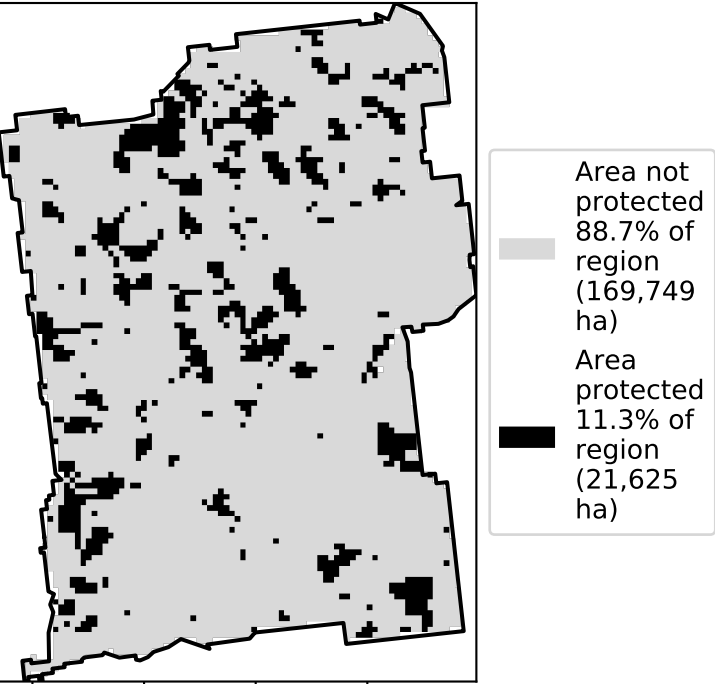 Area not
protected
88.7% of
region
(169,749
ha)
Area
protected
11.3% of
region
(21,625
ha)